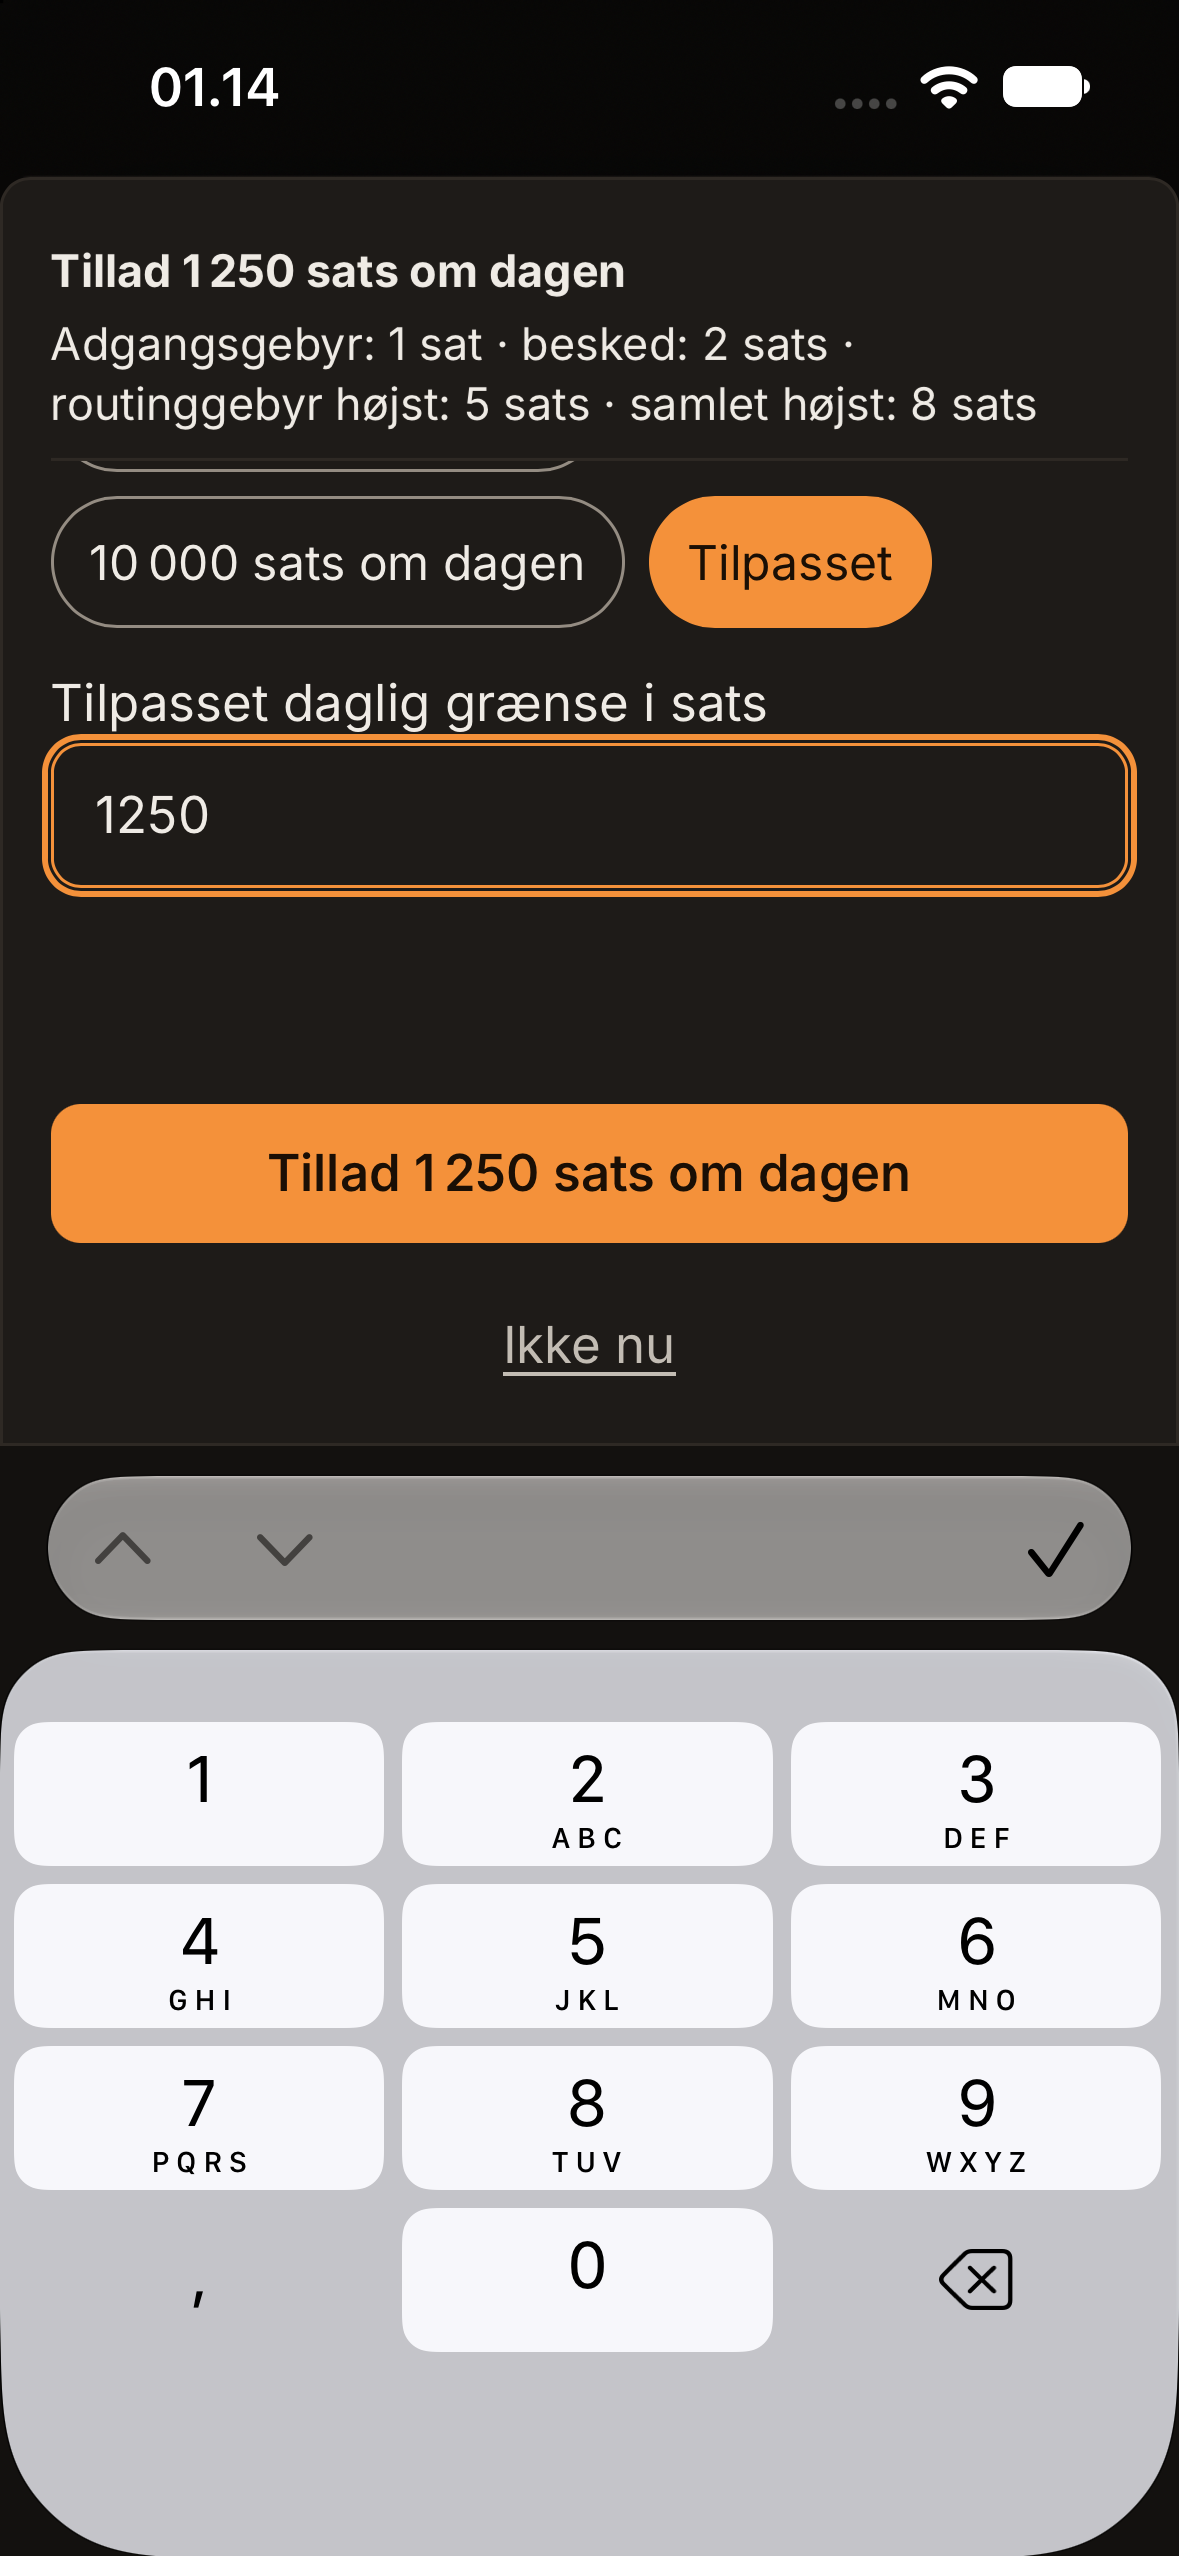 01.14
Tillad 1 250 sats om dagen
Adgangsgebyr: 1 sat · besked: 2 sats ·
routinggebyr højst: 5 sats · samlet højst: 8 sats
10 000 sats om dagen
Tilpasset
Tilpasset daglig grænse i sats
1250
Tillad 1 250 sats om dagen
Ikke nu
1
2
3
ABC
DEF
4
5
6
GHI
JKL
MNO
7
8
9
PQRS
TUV
WXYZ
,
0